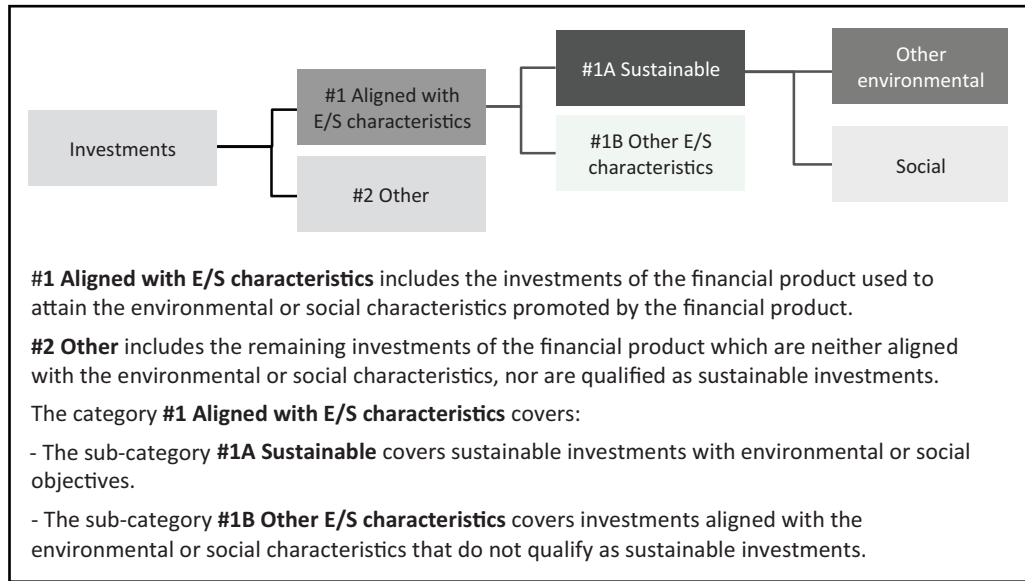 Investments
#1 Aligned with
E/S characteristics
#2 Other
#1A Sustainable
#1B Other E/S
characteristics
Other
environmental
Social
#1 Aligned with E/S characteristics includes the investments of the financial product used to
attain the environmental or social characteristics promoted by the financial product.
#2 Other includes the remaining investments of the financial product which are neither aligned
with the environmental or social characteristics, nor are qualified as sustainable investments.
The category #1 Aligned with E/S characteristics covers:
- The sub-category #1A Sustainable covers sustainable investments with environmental or social
objectives.
- The sub-category #1B Other E/S characteristics covers investments aligned with the
environmental or social characteristics that do not qualify as sustainable investments.